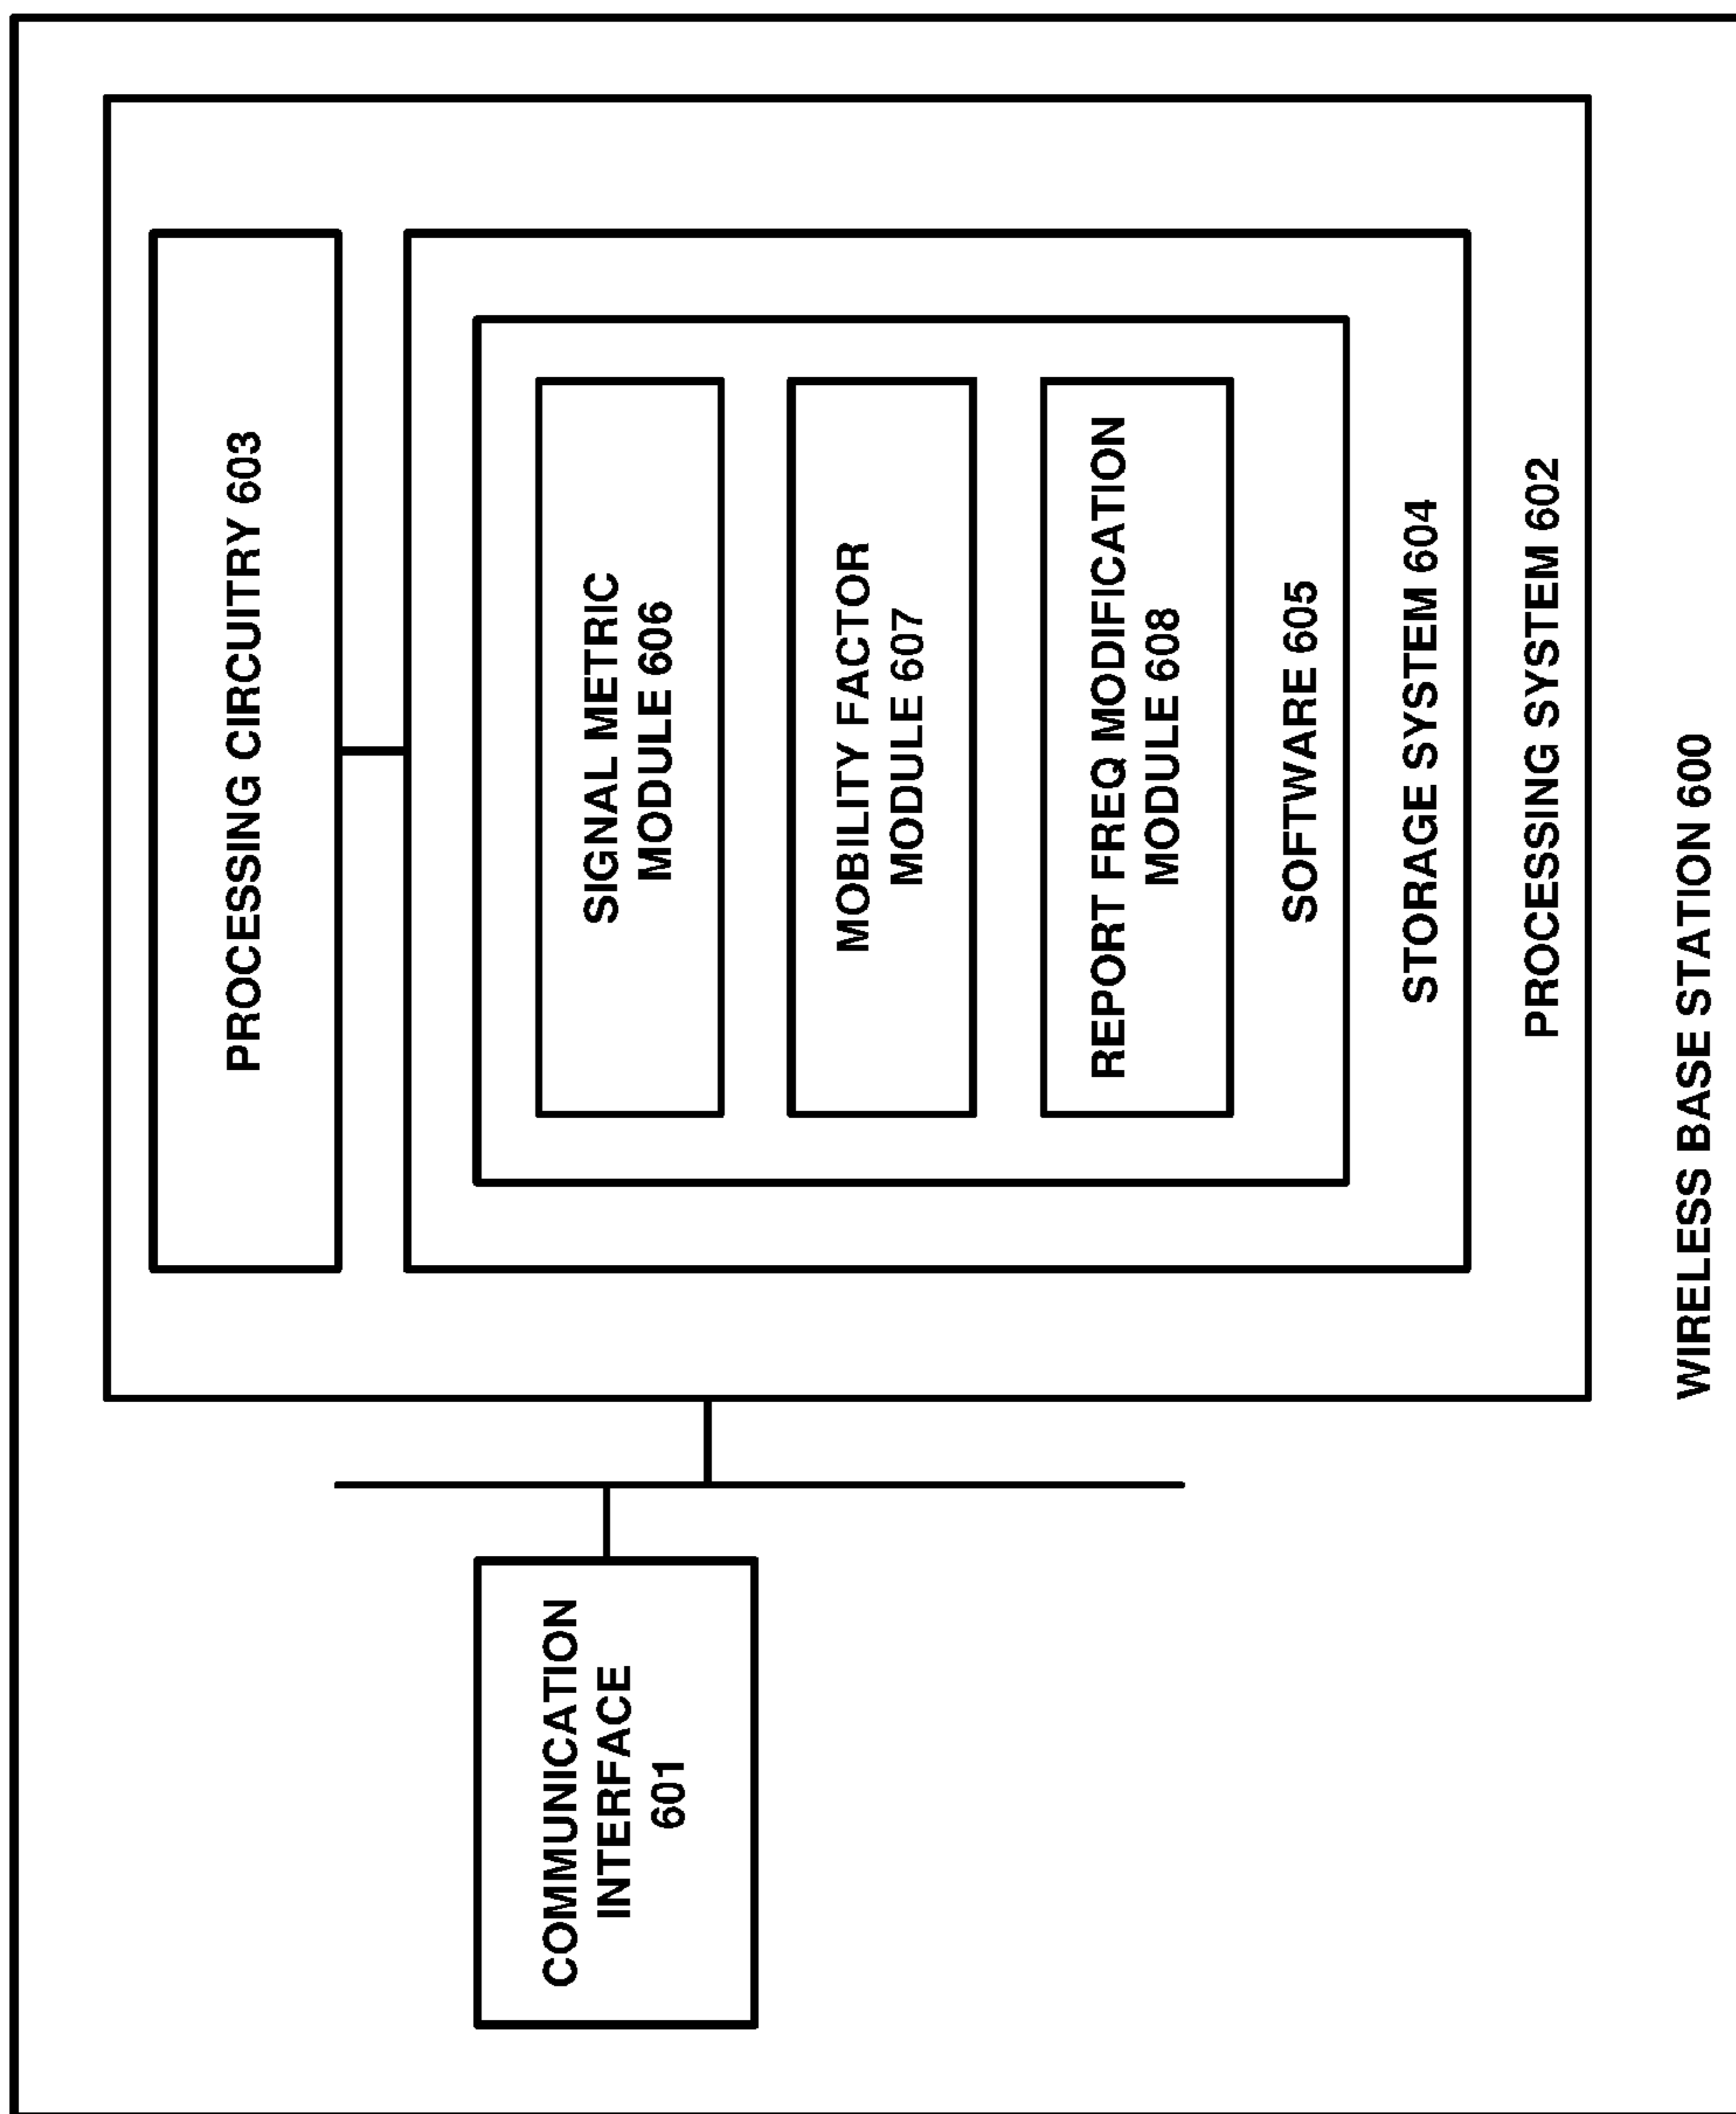 PROCESSING CIRCUITRY 603
SIGNAL METRIC
MODULE 606
MOBILITY FACTOR
MODULE 607
REPORT FREQ MODIFICATION
MODULE 608
SOFTWARE 605
STORAGE SYSTEM 604
PROCESSING SYSTEM 602
COMMUNICATION
INTERFACE
601
WIRELESS BASE STATION 600